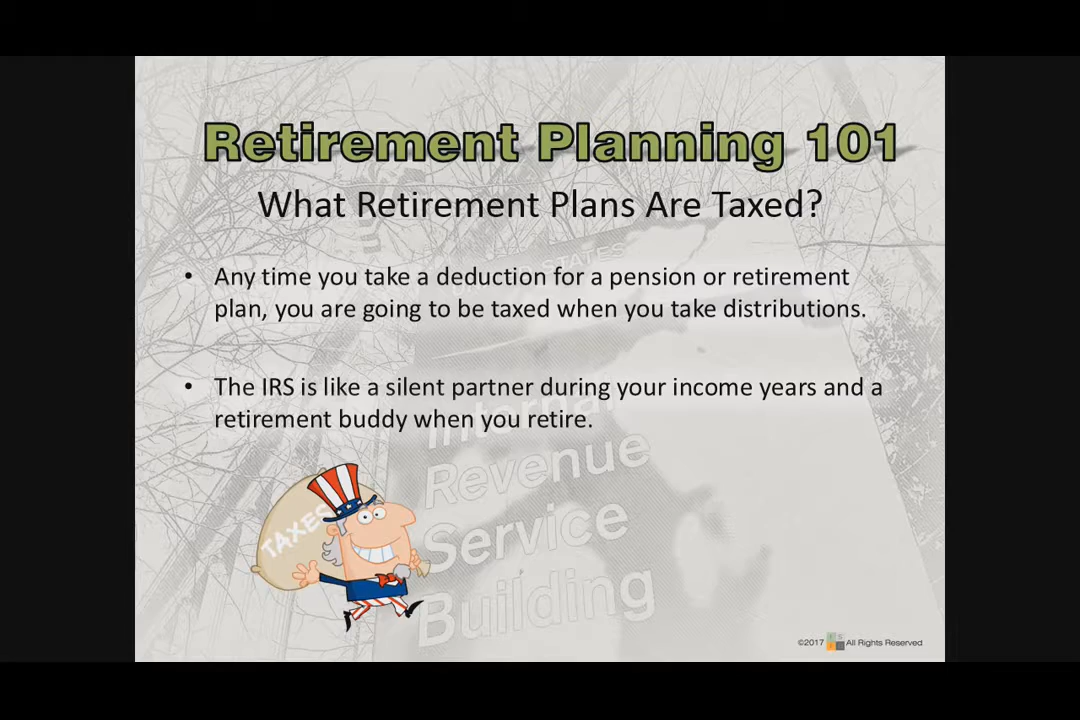 Retirement Planning 101
What Retirement Plans Are Taxed?
• Any time you take a deduction for a pension or retirement
plan, you are going to be taxed when you take distributions.
• The IRS is like a silent partner during your income years and a
retirement buddy when you retire.
STATES
Internal
Revenue
Service
Building
TAXES
©2017 All Rights Reserved